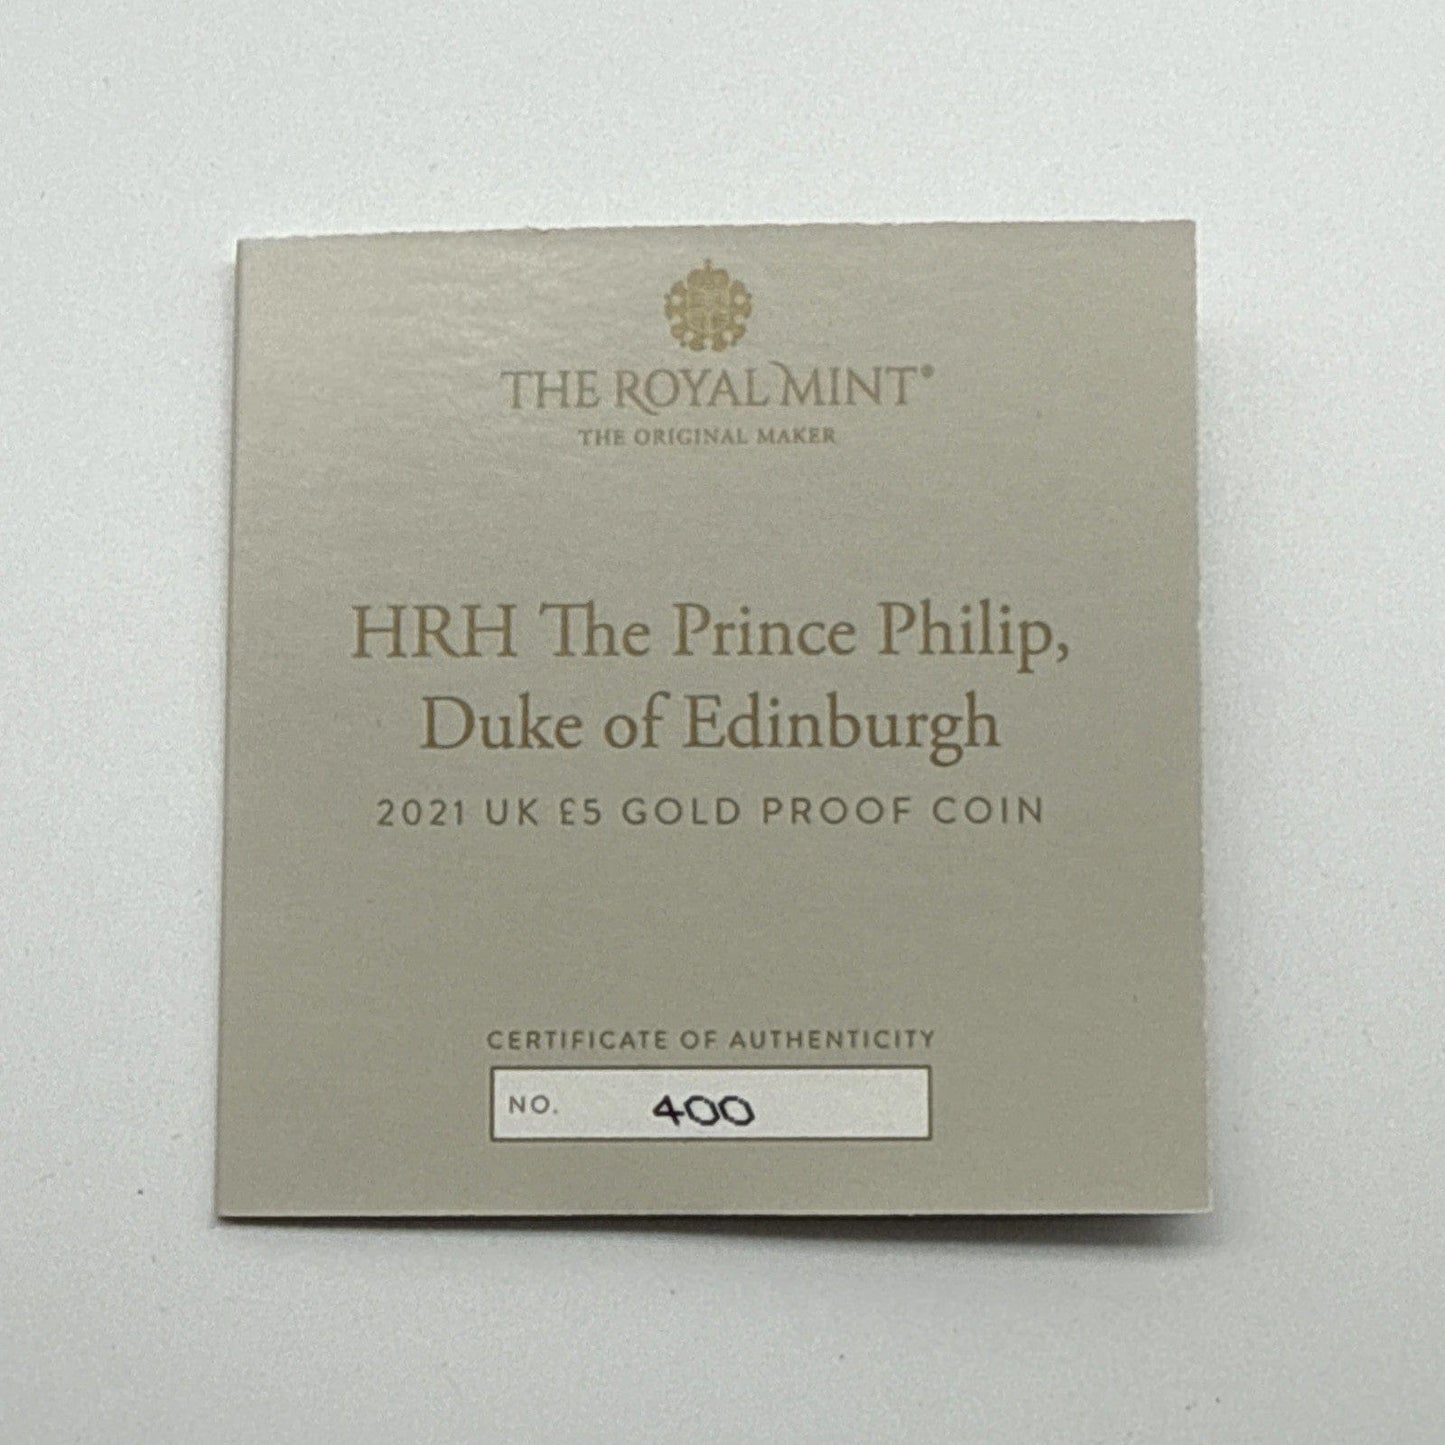 THE ROYAL MINT®
THE ORIGINAL MAKER
HRH The Prince Philip,
Duke of Edinburgh
2021 UK £5 GOLD PROOF COIN
CERTIFICATE OF AUTHENTICITY
NO. 400